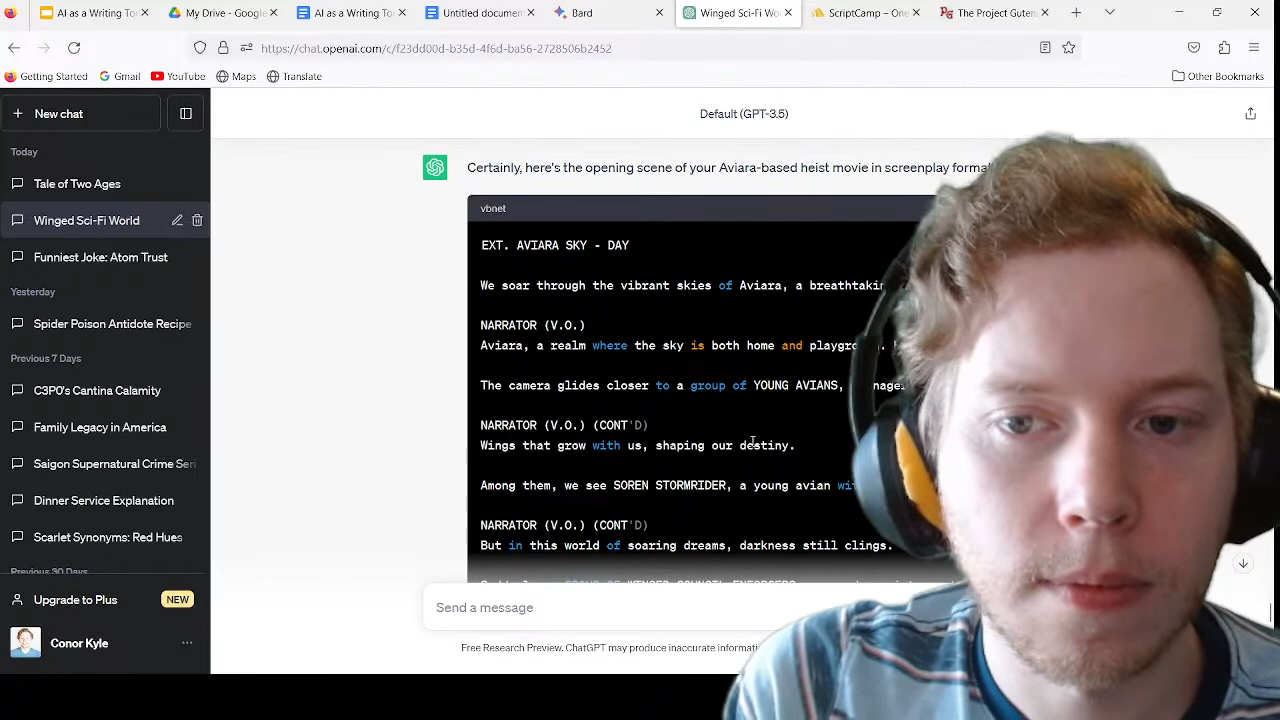 AI as a Writing To
My Drive - Google
AI as a Writing To
Untitled documen
Bard
Winged Sci-Fi Wo
ScriptCamp – One
The Project Guten
https://chat.openai.com/c/f23dd00d-b35d-4f6d-ba56-2728506b2452
Getting Started
Gmail
YouTube
Maps
Translate
Other Bookmarks
New chat
Default (GPT-3.5)
Today
Tale of Two Ages
Winged Sci-Fi World
Funniest Joke: Atom Trust
Yesterday
Spider Poison Antidote Recipe
Previous 7 Days
C3P0's Cantina Calamity
Family Legacy in America
Saigon Supernatural Crime Seri
Dinner Service Explanation
Scarlet Synonyms: Red Hues
Previous 30 Days
Upgrade to Plus
NEW
Conor Kyle
Certainly, here's the opening scene of your Aviara-based heist movie in screenplay format
vbnet
EXT. AVIARA SKY - DAY
We soar through the vibrant skies of Aviara, a breathtakin
NARRATOR (V.O.)
Aviara, a realm where the sky is both home and playgro
The camera glides closer to a group of YOUNG AVIANS,
NARRATOR (V.O.) (CONT'D)
Wings that grow with us, shaping our destiny.
Among them, we see SOREN STORMRIDER, a young avian wit
NARRATOR (V.O.) (CONT'D)
But in this world of soaring dreams, darkness still clings.
Send a message
Free Research Preview. ChatGPT may produce inaccurate informati